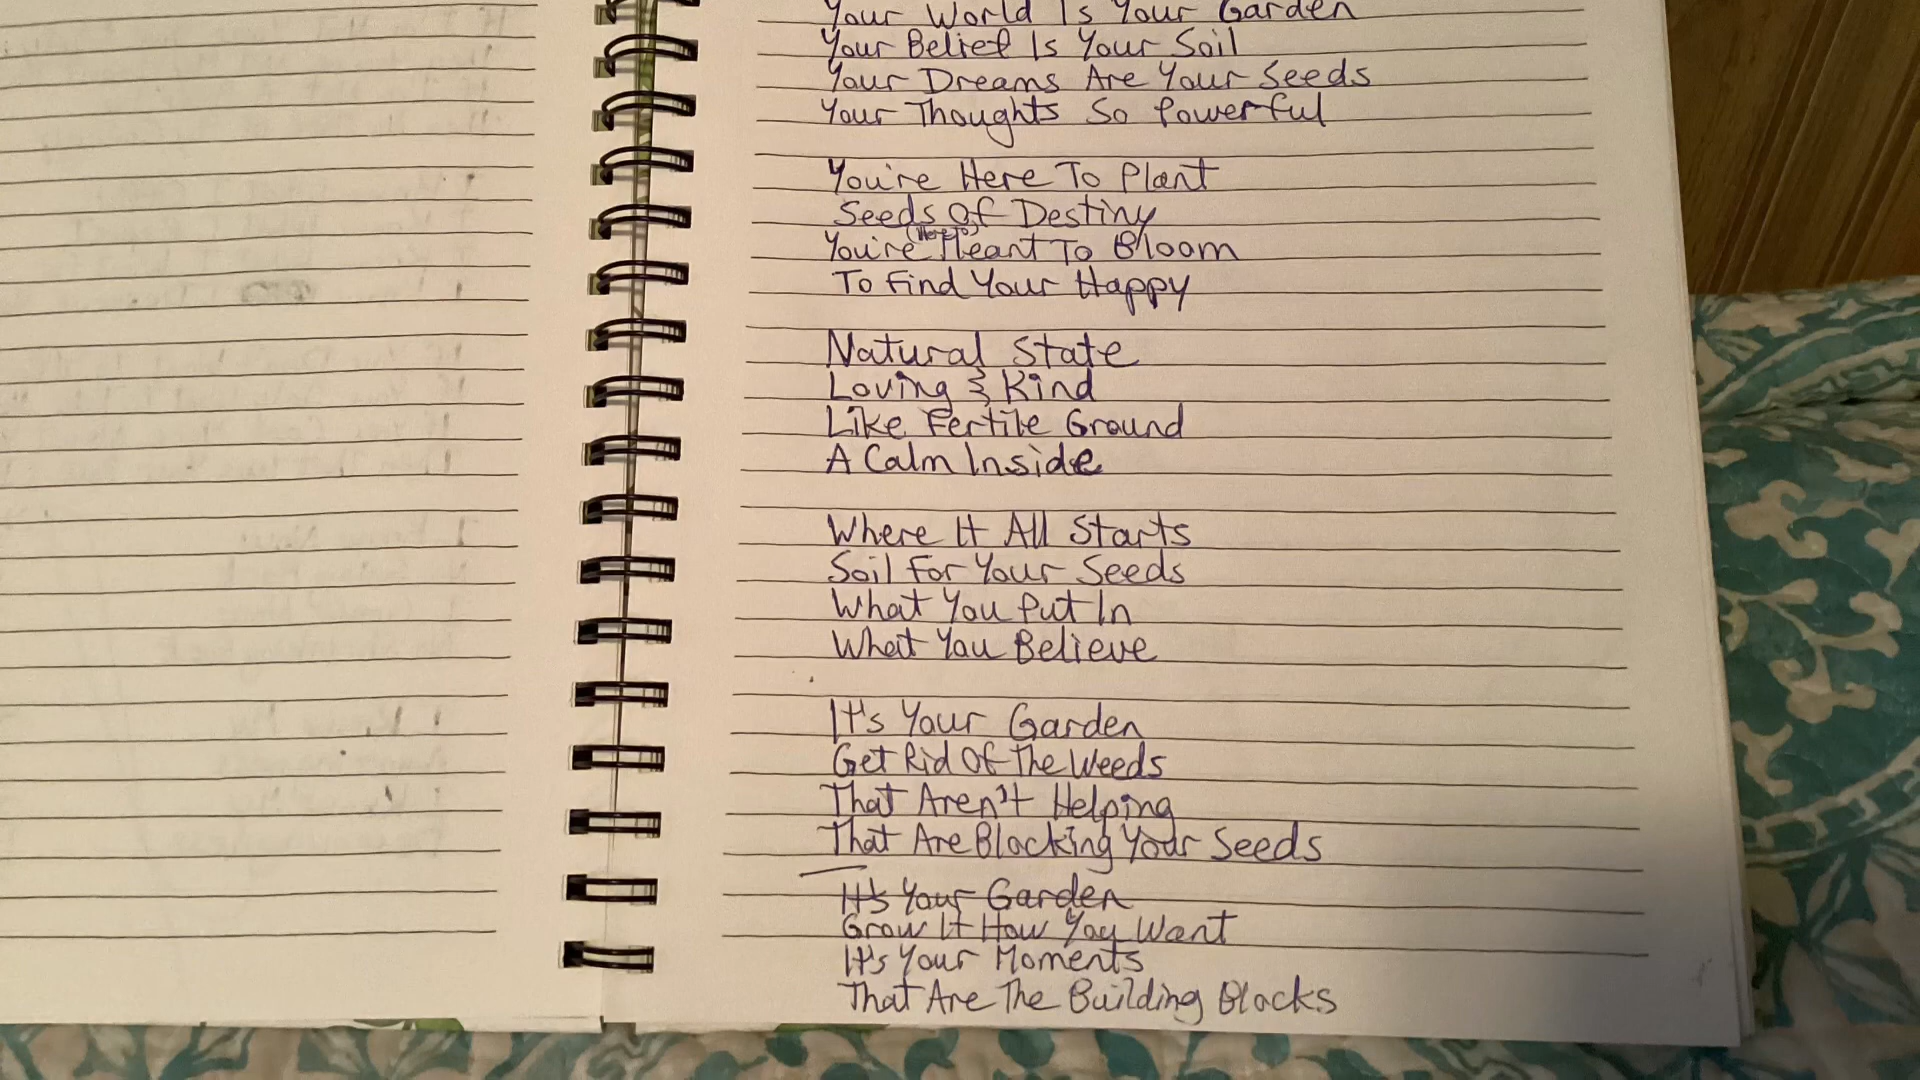 Your World Is Your Garden
Your Belief Is Your Soil
Your Dreams Are Your Seeds
Your Thoughts So Powerful
You're Here To Plant
Seeds Of Destiny
(Here To)
You're Meant To Bloom
To Find Your Happy
Natural State
Loving & Kind
Like Fertile Ground
A Calm Inside
Where It All Starts
Soil For Your Seeds
What You Put In
What You Believe
It's Your Garden
Get Rid Of The Weeds
That Aren't Helping
That Are Blocking Your Seeds
It's Your Garden
Grow It How You Want
It's Your Moments
That Are The Building Blocks